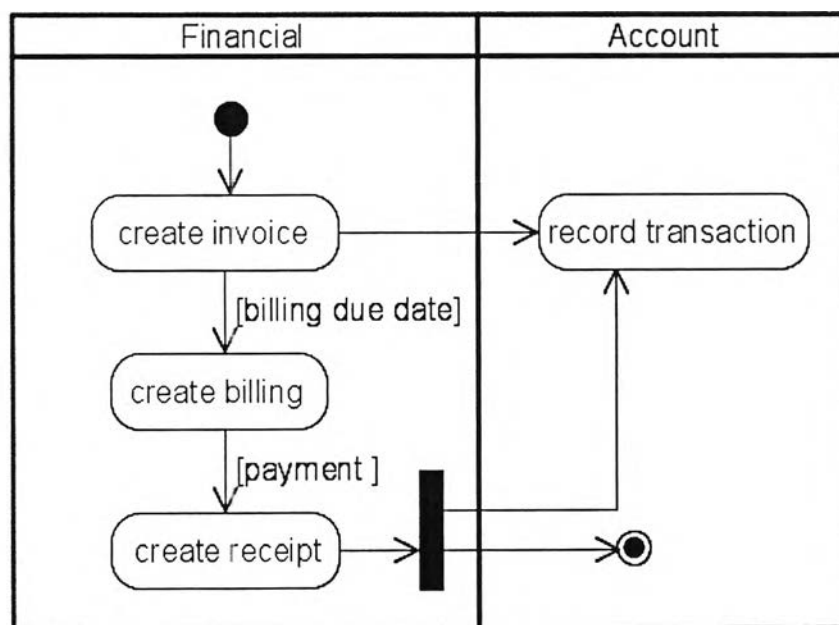 Financial
Account
create invoice
record transaction
[billing due date]
create billing
[payment ]
create receipt